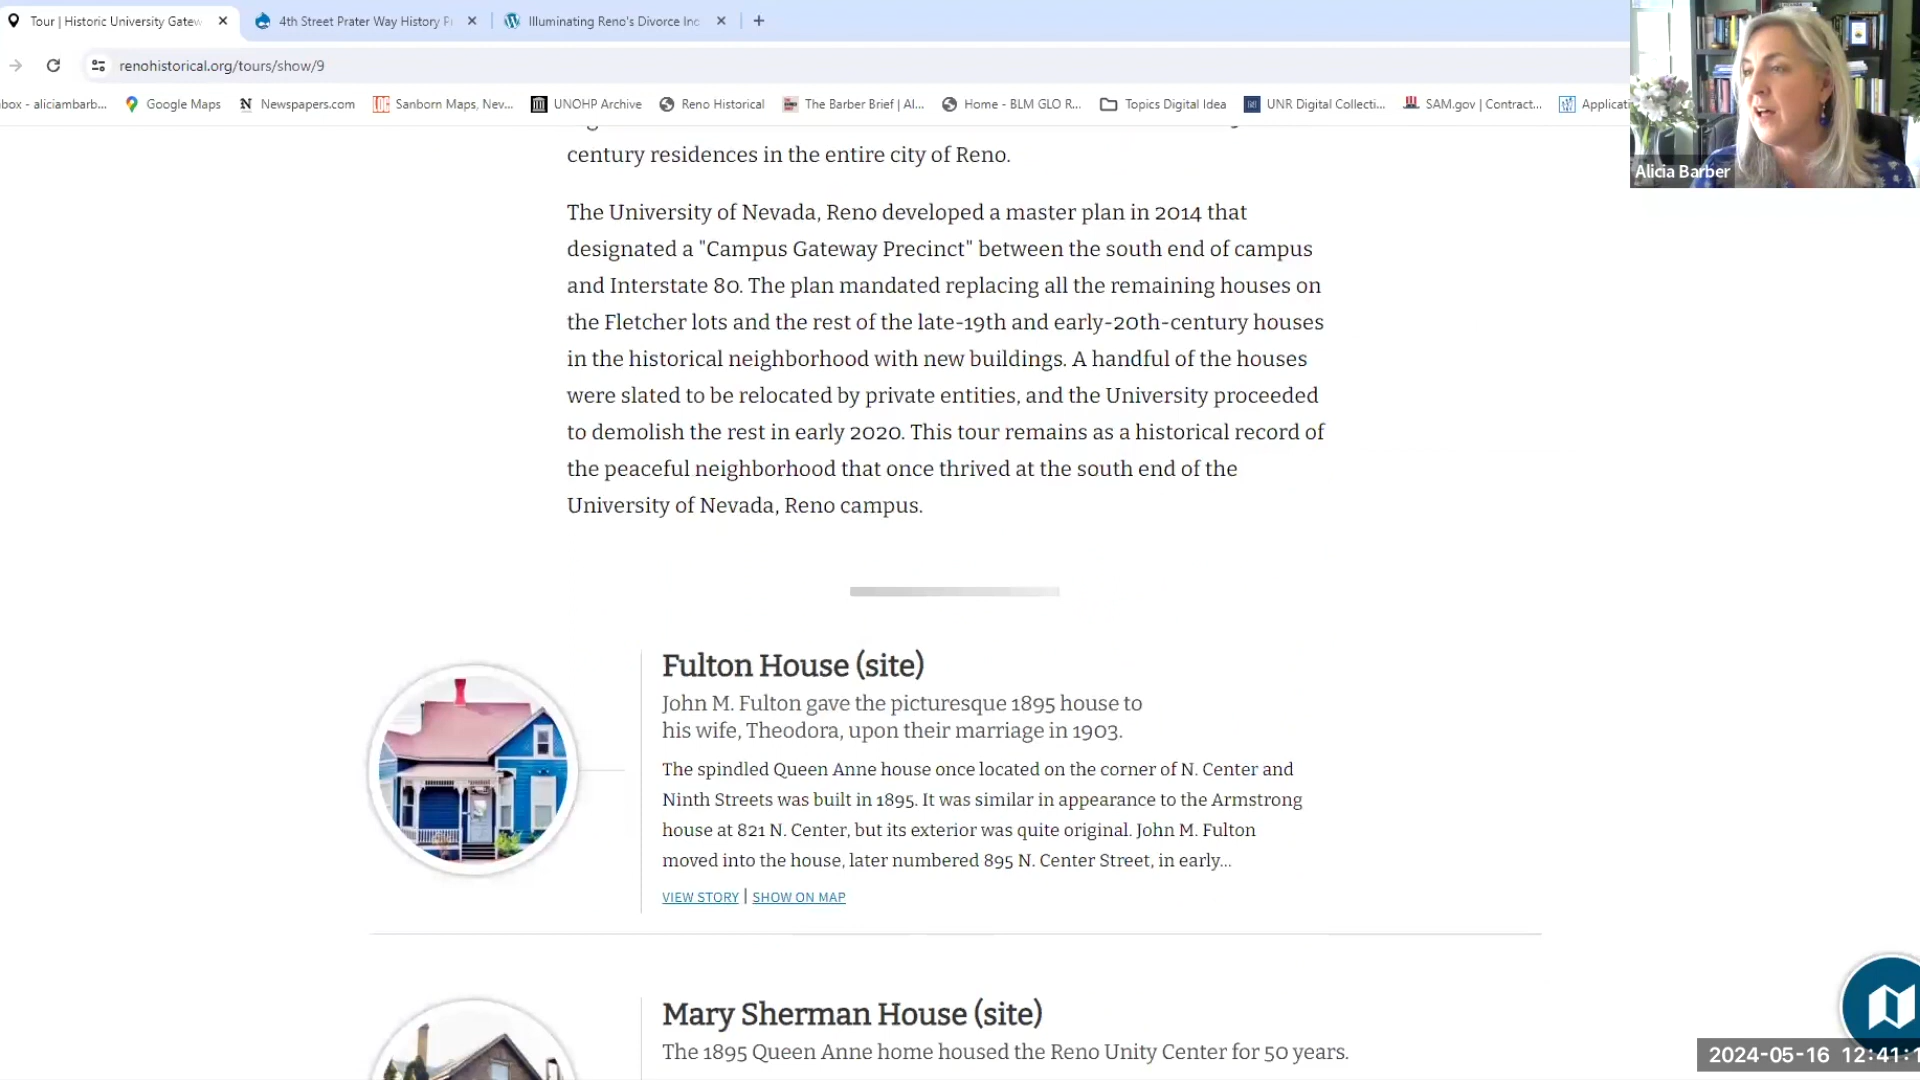 Tour | Historic University Gatew
4th Street Prater Way History P
Illuminating Reno's Divorce Ind
renohistorical.org/tours/show/9
box - aliciambarb...
Google Maps
Newspapers.com
Sanborn Maps, Nev...
UNOHP Archive
Reno Historical
The Barber Brief | Al...
Home - BLM GLO R...
Topics Digital Idea
UNR Digital Collecti...
SAM.gov | Contract...
Applicati
Alicia Barber
century residences in the entire city of Reno.
The University of Nevada, Reno developed a master plan in 2014 that
designated a "Campus Gateway Precinct" between the south end of campus
and Interstate 80. The plan mandated replacing all the remaining houses on
the Fletcher lots and the rest of the late-19th and early-20th-century houses
in the historical neighborhood with new buildings. A handful of the houses
were slated to be relocated by private entities, and the University proceeded
to demolish the rest in early 2020. This tour remains as a historical record of
the peaceful neighborhood that once thrived at the south end of the
University of Nevada, Reno campus.
Fulton House (site)
John M. Fulton gave the picturesque 1895 house to
his wife, Theodora, upon their marriage in 1903.
The spindled Queen Anne house once located on the corner of N. Center and
Ninth Streets was built in 1895. It was similar in appearance to the Armstrong
house at 821 N. Center, but its exterior was quite original. John M. Fulton
moved into the house, later numbered 895 N. Center Street, in early...
VIEW STORY | SHOW ON MAP
Mary Sherman House (site)
The 1895 Queen Anne home housed the Reno Unity Center for 50 years.
2024-05-16 12:41:1